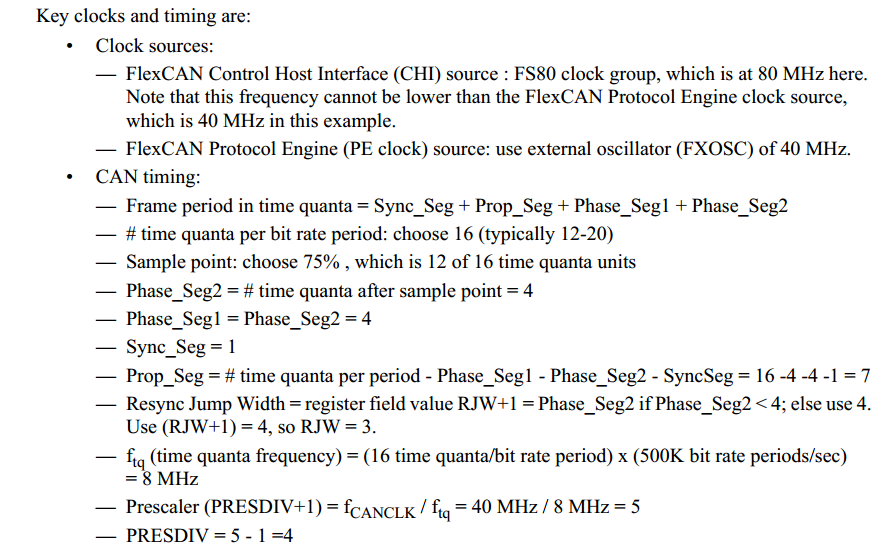 Key clocks and timing are:
• Clock sources:
— FlexCAN Control Host Interface (CHI) source : FS80 clock group, which is at 80 MHz here.
Note that this frequency cannot be lower than the FlexCAN Protocol Engine clock source,
which is 40 MHz in this example.
— FlexCAN Protocol Engine (PE clock) source: use external oscillator (FXOSC) of 40 MHz.
• CAN timing:
— Frame period in time quanta = Sync_Seg + Prop_Seg + Phase_Seg1 + Phase_Seg2
— # time quanta per bit rate period: choose 16 (typically 12-20)
— Sample point: choose 75% , which is 12 of 16 time quanta units
— Phase_Seg2 = # time quanta after sample point = 4
— Phase_Seg1 = Phase_Seg2 = 4
— Sync_Seg = 1
— Prop_Seg = # time quanta per period - Phase_Seg1 - Phase_Seg2 - SyncSeg = 16 -4 -4 -1 = 7
— Resync Jump Width = register field value RJW+1 = Phase_Seg2 if Phase_Seg2 < 4; else use 4.
Use (RJW+1) = 4, so RJW = 3.
— ftq (time quanta frequency) = (16 time quanta/bit rate period) x (500K bit rate periods/sec)
= 8 MHz
— Prescaler (PRESDIV+1) = fCANCLK / ftq = 40 MHz / 8 MHz = 5
— PRESDIV = 5 - 1 =4